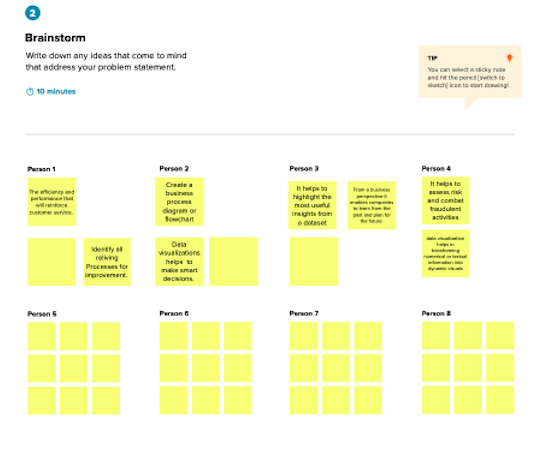 2
Brainstorm
Write down any ideas that come to mind
that address your problem statement.
10 minutes
TIP
You can select a sticky note
and hit the pencil [switch to
sketch] icon to start drawing!
Person 1
The efficiency and
performance that
will reinforce
customer service.
Identify all
reliving
Processes for
improvement.
Person 2
Create a
business
process
diagram or
flowchart
Data
visualizations
helps to
make smart
decisions.
Person 3
It helps to
highlight the
most useful
insights from
a dataset
From a business
perspective it
enables companies
to learn from the
past and plan for
the future
Person 4
It helps to
assess risk
and combat
fraudulent
activities
data visualization
helps in
transforming
numerical or textual
information into
dynamic visuals
Person 5
Person 6
Person 7
Person 8